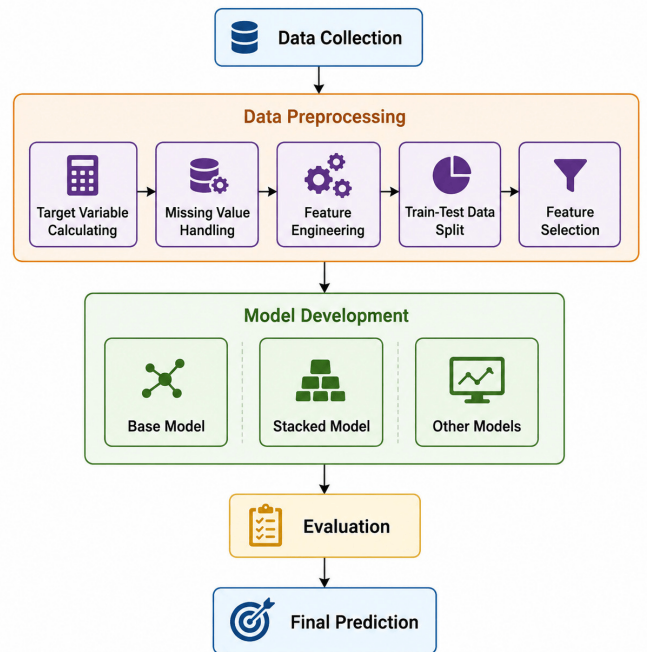 Data Collection
Data Preprocessing
Target Variable
Calculating
Missing Value
Handling
Feature
Engineering
Train-Test Data
Split
Feature
Selection
Model Development
Base Model
Stacked Model
Other Models
Evaluation
Final Prediction